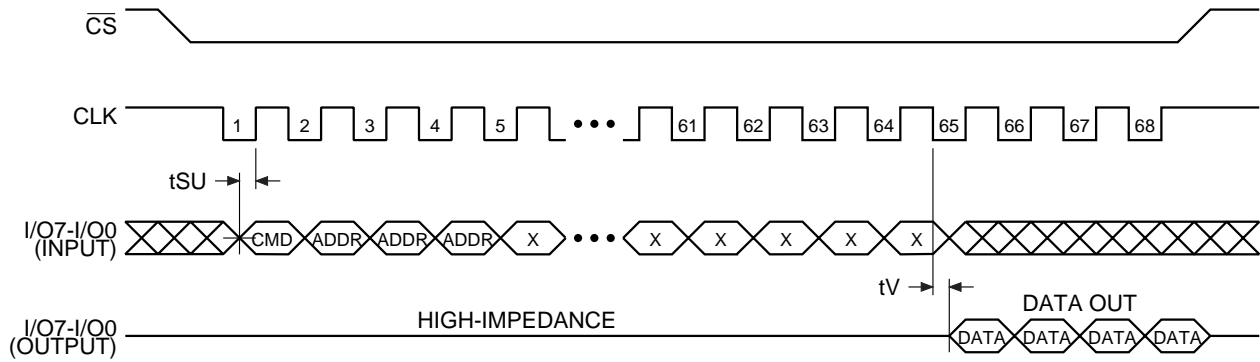 CS
CLK
1 2 3 4 5 ••• 61 62 63 64 65 66 67 68
tSU
I/O7-I/O0
(INPUT)
CMD ADDR ADDR ADDR X ••• X X X X X
tV
DATA OUT
I/O7-I/O0
(OUTPUT)
HIGH-IMPEDANCE
DATA DATA DATA DATA